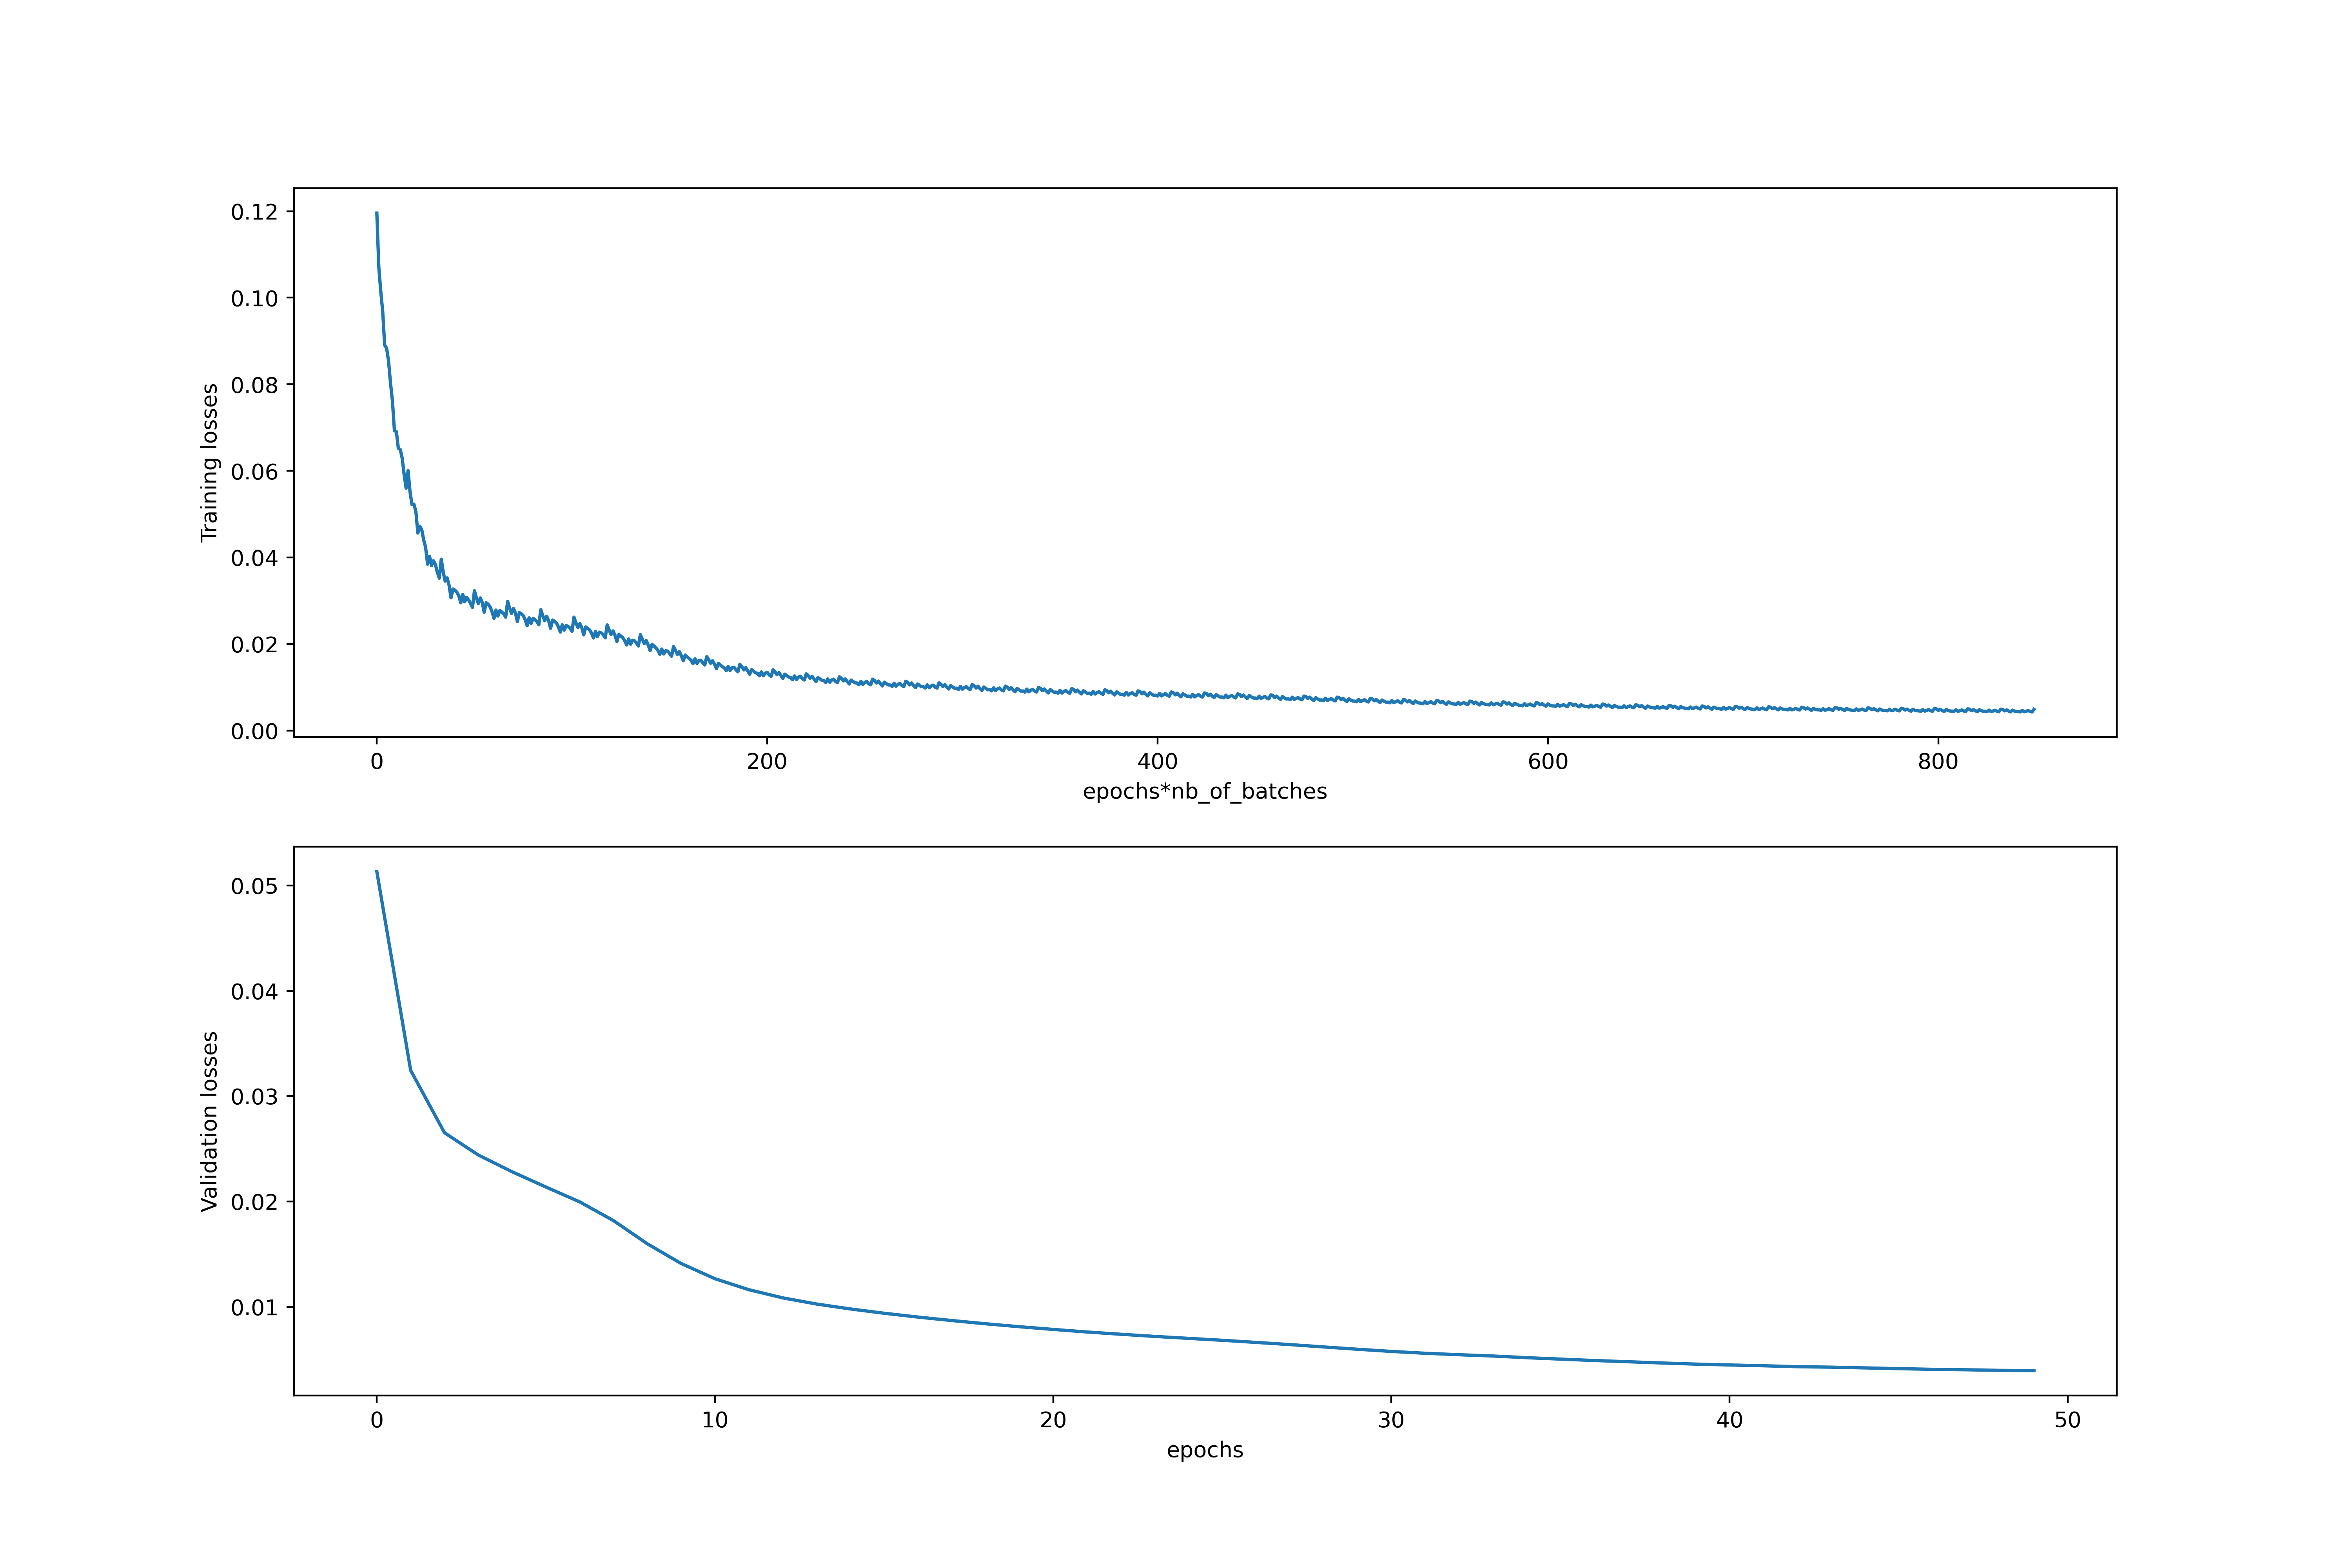 0.12
0.10
0.08
0.06
0.04
0.02
0.00
Training losses
0 200 400 600 800
epochs*nb_of_batches
0.05
0.04
0.03
0.02
0.01
Validation losses
0 10 20 30 40 50
epochs